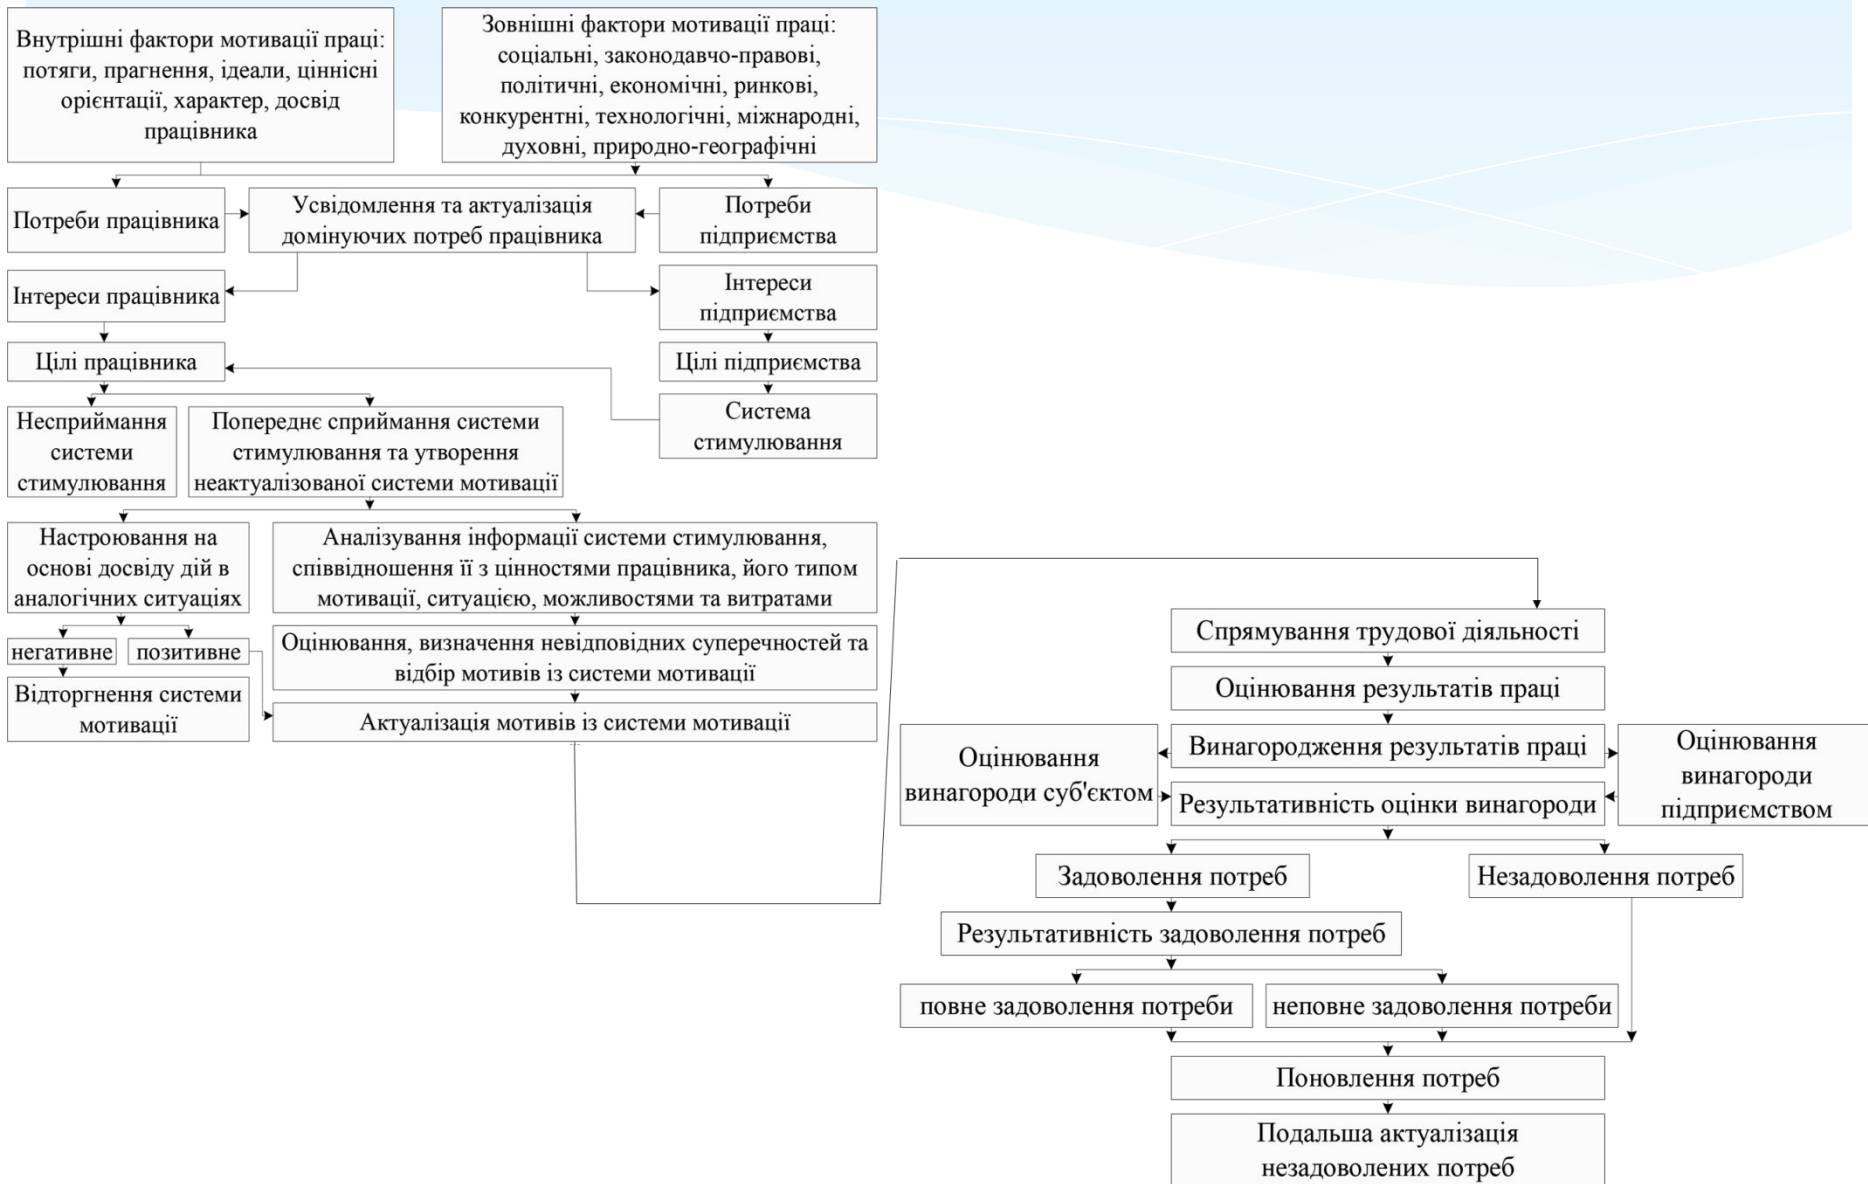 Внутрішні фактори мотивації праці:
потяги, прагнення, ідеали, ціннісні
орієнтації, характер, досвід
працівника
Зовнішні фактори мотивації праці:
соціальні, законодавчо-правові,
політичні, економічні, ринкові,
конкурентні, технологічні, міжнародні,
духовні, природно-географічні
Потреби працівника
Усвідомлення та актуалізація
домінуючих потреб працівника
Потреби
підприємства
Інтереси працівника
Інтереси
підприємства
Цілі працівника
Цілі підприємства
Несприймання
системи
стимулювання
Попереднє сприймання системи
стимулювання та утворення
неактуалізованої системи мотивації
Система
стимулювання
Настроювання на
основі досвіду дій в
аналогічних ситуаціях
Аналізування інформації системи стимулювання,
співвідношення її з цінностями працівника, його типом
мотивації, ситуацією, можливостями та витратами
негативне
позитивне
Оцінювання, визначення невідповідних суперечностей та
відбір мотивів із системи мотивації
Відторгнення системи
мотивації
Актуалізація мотивів із системи мотивації
Спрямування трудової діяльності
Оцінювання результатів праці
Винагородження результатів праці
Оцінювання
винагороди суб'єктом
Оцінювання
винагороди
підприємством
Результативність оцінки винагороди
Задоволення потреб
Незадоволення потреб
Результативність задоволення потреб
повне задоволення потреби
неповне задоволення потреби
Поновлення потреб
Подальша актуалізація
незадоволених потреб